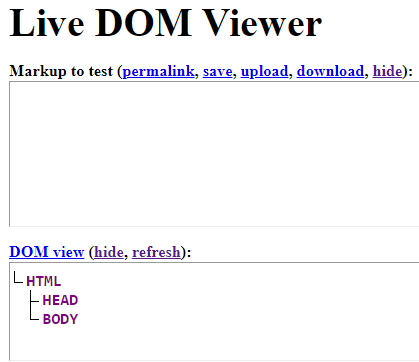 Live DOM Viewer
Markup to test (permalink, save, upload, download, hide):
DOM view (hide, refresh):
HTML
HEAD
BODY